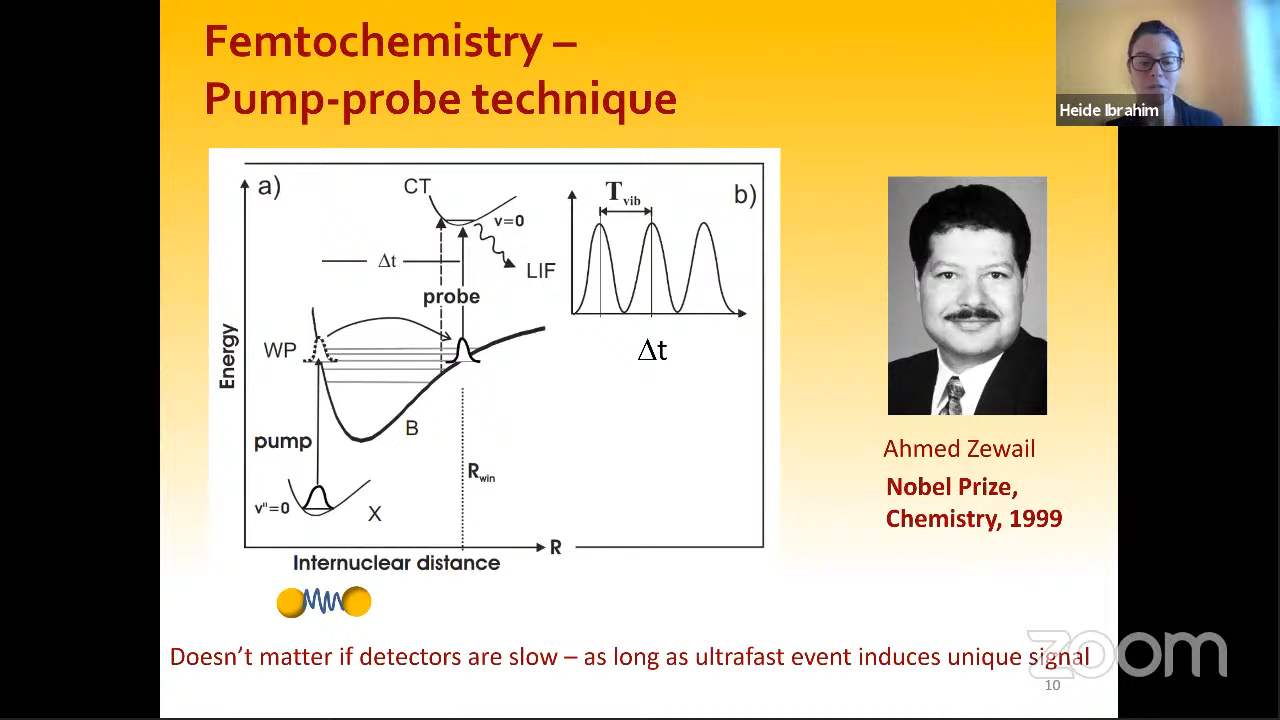 Femtochemistry –
Pump-probe technique
Heide Ibrahim
a)
CT
v=0
Δt
LIF
probe
WP
Energy
pump
B
R win
v"=0
X
R
Internuclear distance
T vib
b)
Δt
Ahmed Zewail
Nobel Prize,
Chemistry, 1999
Doesn't matter if detectors are slow – as long as ultrafast event induces unique signal
zoom
10